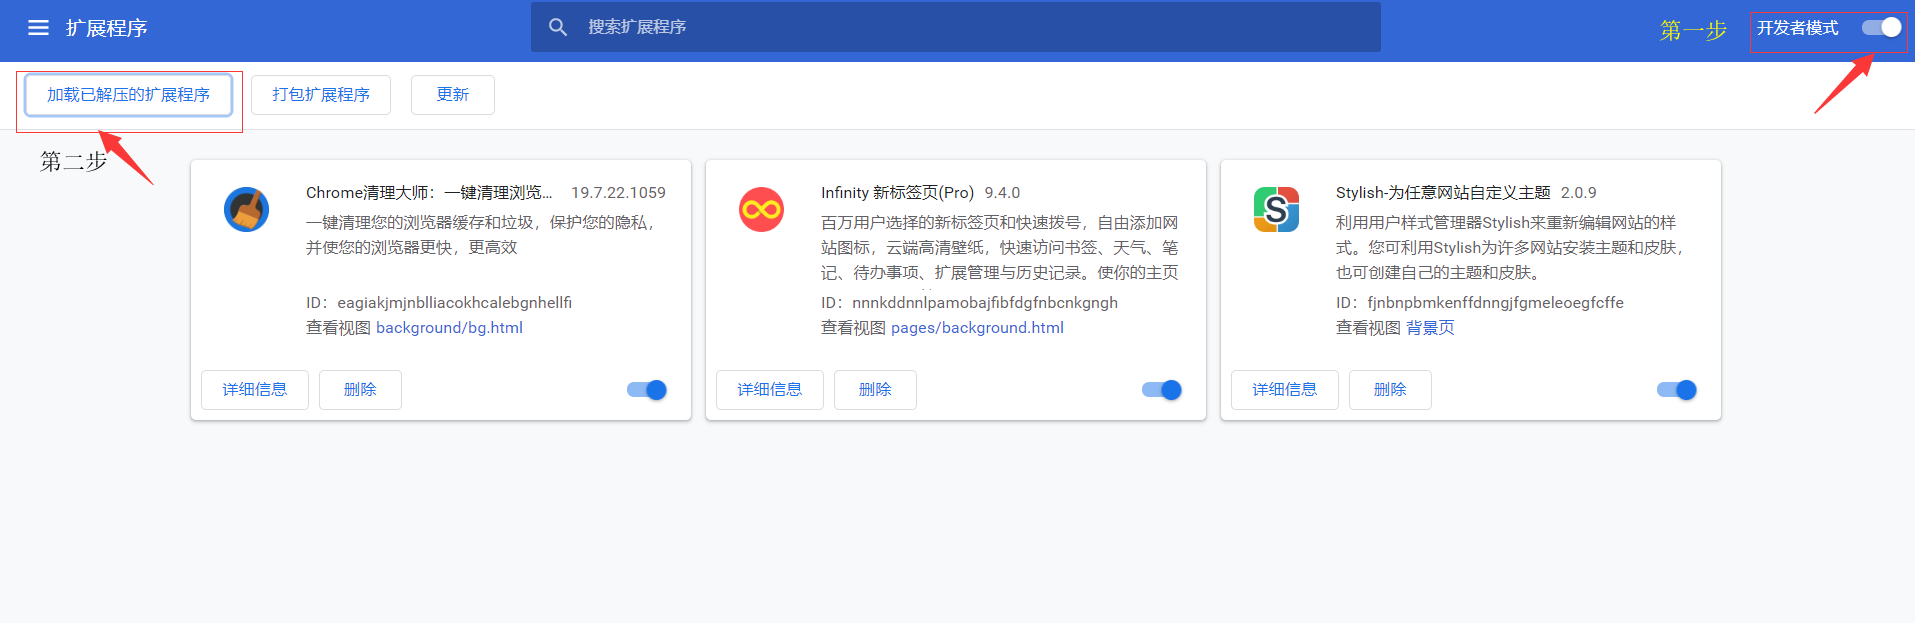 扩展程序
搜索扩展程序
第一步
开发者模式
加载已解压的扩展程序
打包扩展程序
更新
第二步
Chrome清理大师：一键清理浏览... 19.7.22.1059
一键清理您的浏览器缓存和垃圾，保护您的隐私，
并使您的浏览器更快，更高效
ID：eagiakjmjnblliacokhcalebgnhellfi
查看视图 background/bg.html
详细信息
删除
Infinity 新标签页(Pro) 9.4.0
百万用户选择的新标签页和快速拨号，自由添加网
站图标，云端高清壁纸，快速访问书签、天气、笔
记、待办事项、扩展管理与历史记录。使你的主页
ID：nnnkddnnlpamobajfibfdgfnbcnkgngh
查看视图 pages/background.html
详细信息
删除
Stylish-为任意网站自定义主题 2.0.9
利用用户样式管理器Stylish来重新编辑网站的样
式。您可利用Stylish为许多网站安装主题和皮肤，
也可创建自己的主题和皮肤。
ID：fjnbnpbmkenffdnngjfgmeleoegfcffe
查看视图 背景页
详细信息
删除